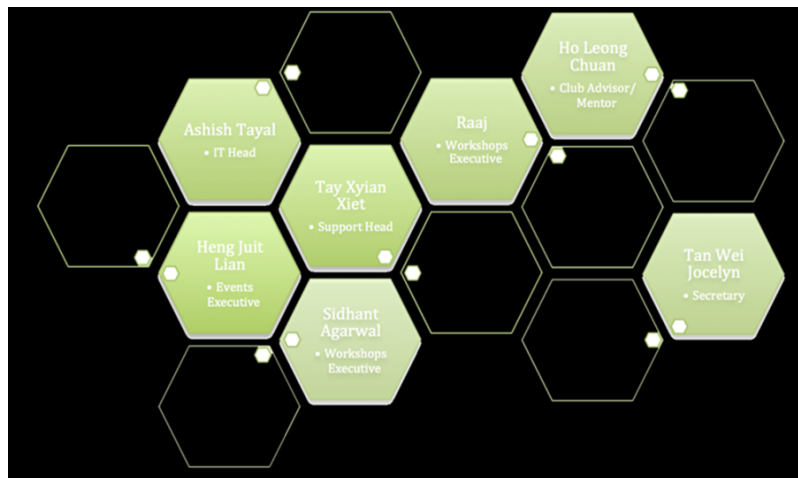 Ho Leong
Chuan
• Club Advisor/
Mentor
Ashish Tayal
• IT Head
Raaj
• Workshops
Executive
Tay Xyian
Xiet
• Support Head
Heng Juit
Lian
• Events
Executive
Tan Wei
Jocelyn
• Secretary
Sidhant
Agarwal
• Workshops
Executive